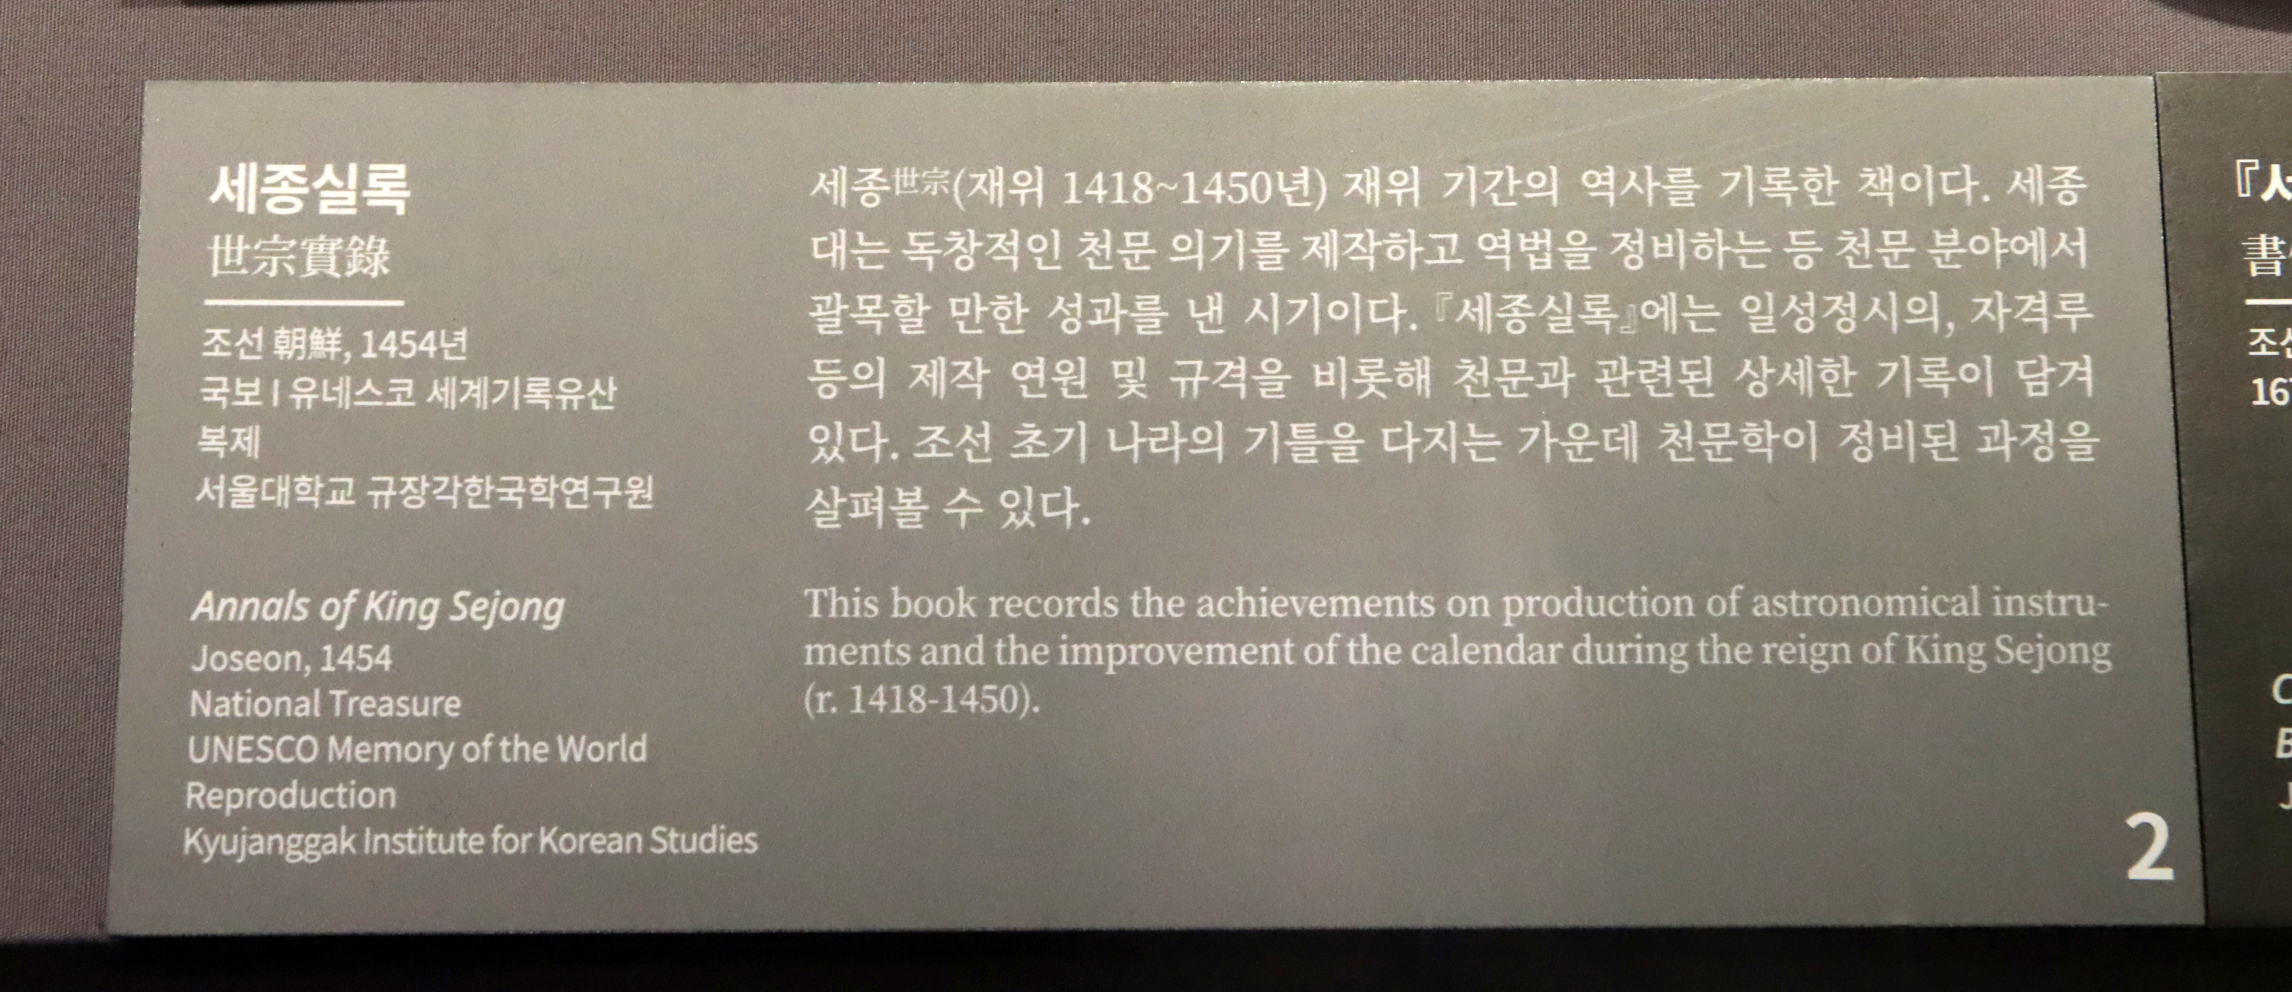 세종실록
世宗實錄
조선 朝鮮, 1454년
국보 | 유네스코 세계기록유산
복제
서울대학교 규장각한국학연구원
Annals of King Sejong
Joseon, 1454
National Treasure
UNESCO Memory of the World
Reproduction
Kyujanggak Institute for Korean Studies
세종世宗(재위 1418~1450년) 재위 기간의 역사를 기록한 책이다. 세종
대는 독창적인 천문 의기를 제작하고 역법을 정비하는 등 천문 분야에서
괄목할 만한 성과를 낸 시기이다. 『세종실록』에는 일성정시의, 자격루
등의 제작 연원 및 규격을 비롯해 천문과 관련된 상세한 기록이 담겨
있다. 조선 초기 나라의 기틀을 다지는 가운데 천문학이 정비된 과정을
살펴볼 수 있다.
This book records the achievements on production of astronomical instru-
ments and the improvement of the calendar during the reign of King Sejong
(r. 1418-1450).
2
書
조선